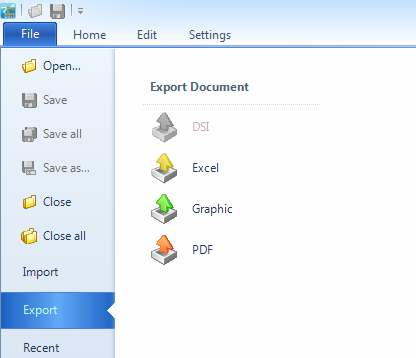 File Home Edit Settings
Open...
Save
Save all
Save as...
Close
Close all
Import
Export
Recent
Export Document
DSI
Excel
Graphic
PDF